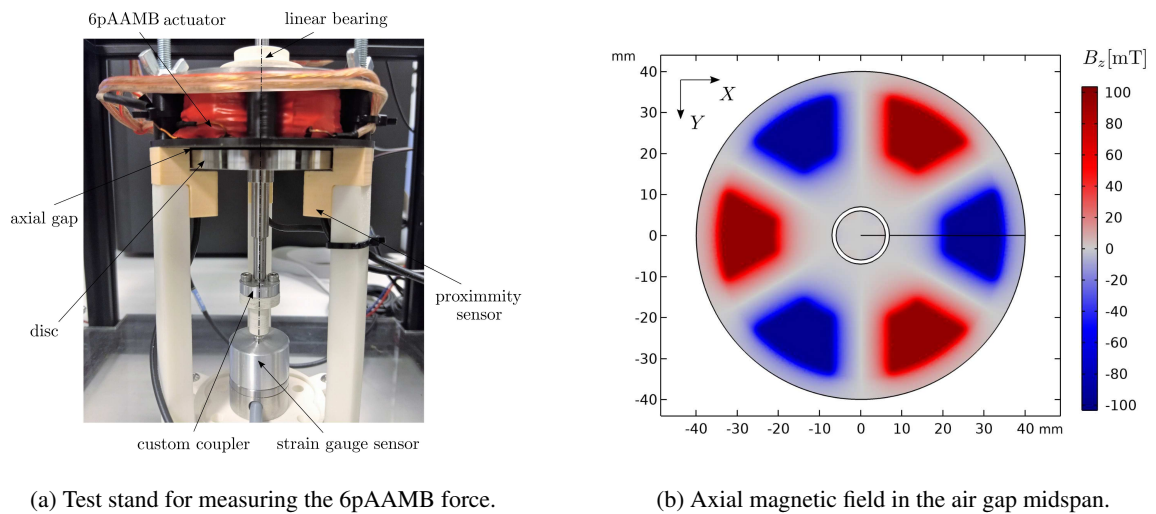 6pAAMB actuator
linear bearing
axial gap
disc
proximmity
sensor
custom coupler
strain gauge sensor
(a) Test stand for measuring the 6pAAMB force.
mm
B_z[mT]
X
Y
40
30
20
10
0
-10
-20
-30
-40
-40 -30 -20 -10 0 10 20 30 40 mm
100
80
60
40
20
0
-20
-40
-60
-80
-100
(b) Axial magnetic field in the air gap midspan.